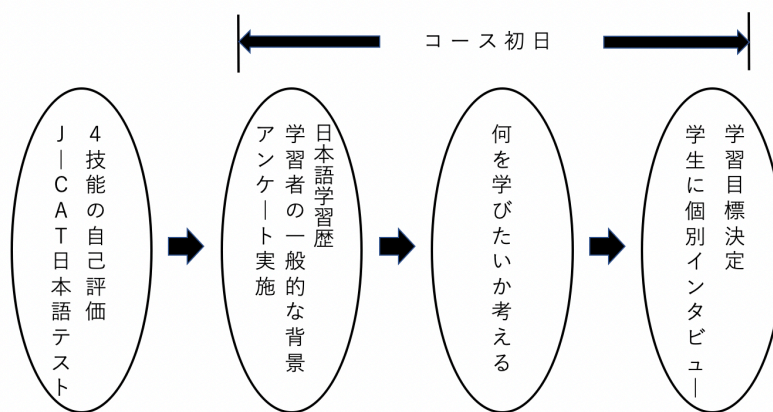 コース初日
4技能の自己評価
J－CAT日本語テスト
日本語学習歴
学習者の一般的な背景
アンケート実施
何を学びたいか考える
学習目標決定
学生に個別インタビュー